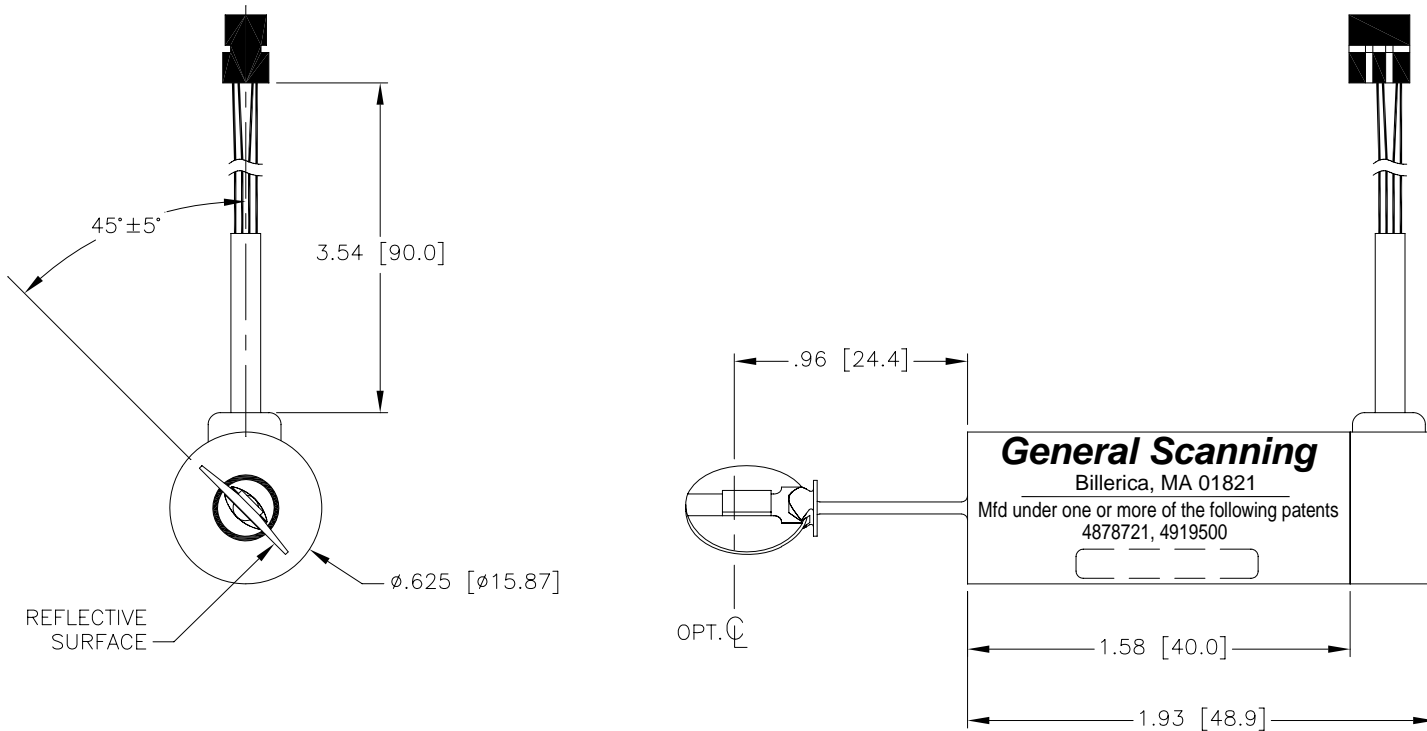 45°±5°
3.54 [90.0]
⌀.625 [⌀15.87]
REFLECTIVE
SURFACE
.96 [24.4]
General Scanning
Billerica, MA 01821
Mfd under one or more of the following patents
4878721, 4919500
OPT. ℄
1.58 [40.0]
1.93 [48.9]